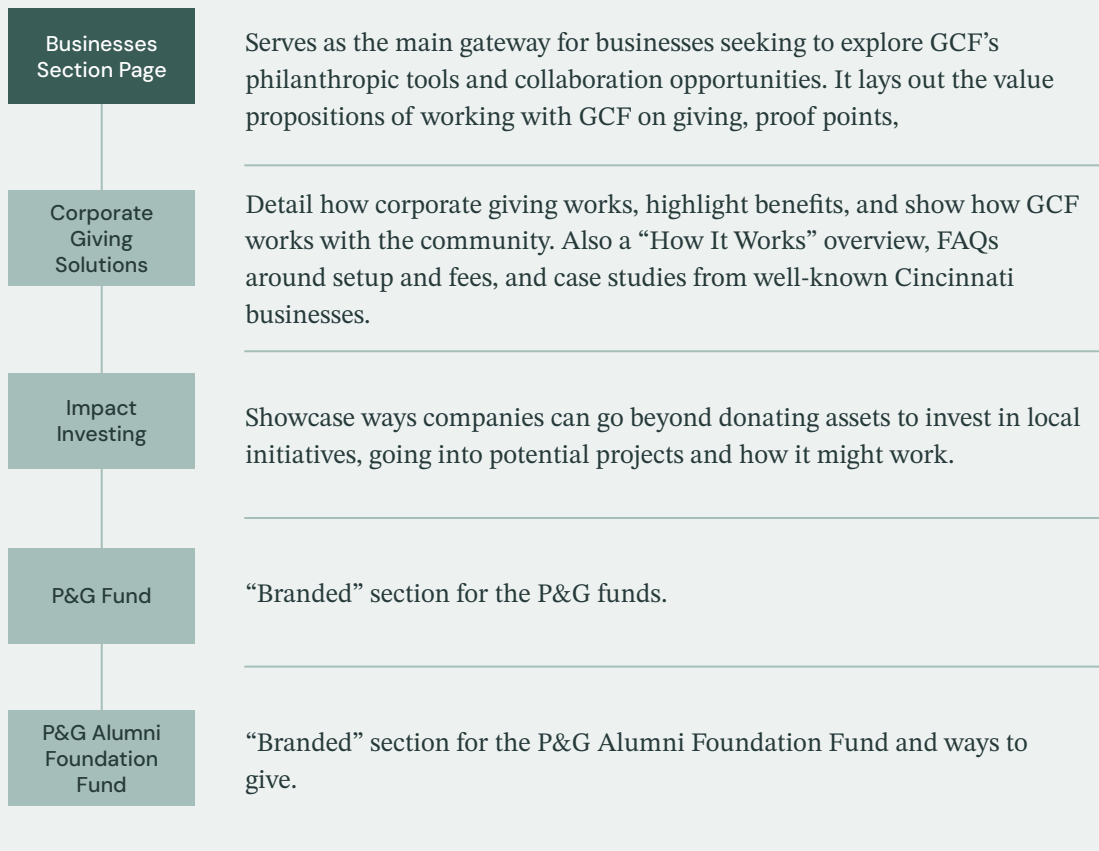 Businesses
Section Page
Serves as the main gateway for businesses seeking to explore GCF’s
philanthropic tools and collaboration opportunities. It lays out the value
propositions of working with GCF on giving, proof points,
Corporate
Giving
Solutions
Detail how corporate giving works, highlight benefits, and show how GCF
works with the community. Also a “How It Works” overview, FAQs
around setup and fees, and case studies from well-known Cincinnati
businesses.
Impact
Investing
Showcase ways companies can go beyond donating assets to invest in local
initiatives, going into potential projects and how it might work.
P&G Fund
“Branded” section for the P&G funds.
P&G Alumni
Foundation
Fund
“Branded” section for the P&G Alumni Foundation Fund and ways to
give.